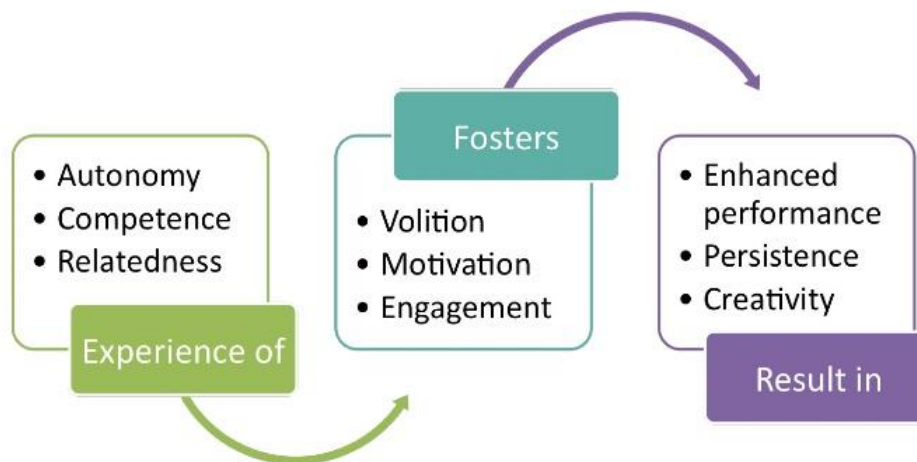 • Autonomy
• Competence
• Relatedness
Experience of
Fosters
• Volition
• Motivation
• Engagement
• Enhanced
performance
• Persistence
• Creativity
Result in